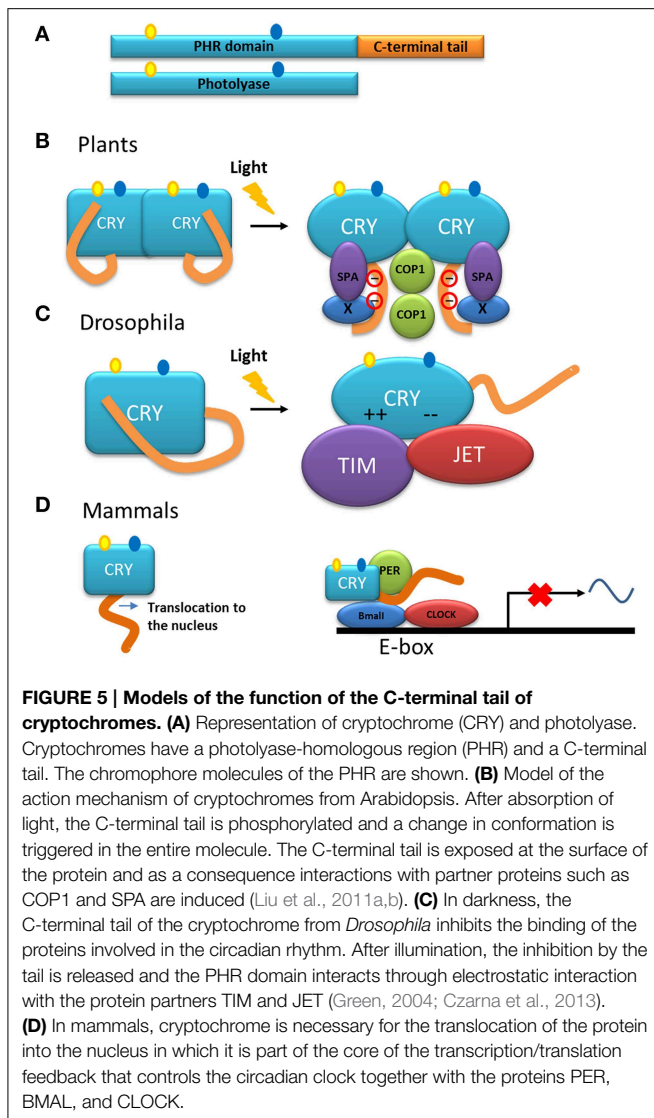 A
PHR domain
C-terminal tail
Photolyase
B
Plants
Light
CRY
CRY
CRY
CRY
SPA
COP1
SPA
X
COP1
X
C
Drosophila
Light
CRY
CRY
++
--
TIM
JET
D
Mammals
CRY
Translocation to
the nucleus
PER
CRY
Bmall
CLOCK
E-box
FIGURE 5 | Models of the function of the C-terminal tail of
cryptochromes. (A) Representation of cryptochrome (CRY) and photolyase.
Cryptochromes have a photolyase-homologous region (PHR) and a C-terminal
tail. The chromophore molecules of the PHR are shown. (B) Model of the
action mechanism of cryptochromes from Arabidopsis. After absorption of
light, the C-terminal tail is phosphorylated and a change in conformation is
triggered in the entire molecule. The C-terminal tail is exposed at the surface of
the protein and as a consequence interactions with partner proteins such as
COP1 and SPA are induced (Liu et al., 2011a,b). (C) In darkness, the
C-terminal tail of the cryptochrome from Drosophila inhibits the binding of the
proteins involved in the circadian rhythm. After illumination, the inhibition by the
tail is released and the PHR domain interacts through electrostatic interaction
with the protein partners TIM and JET (Green, 2004; Czarna et al., 2013).
(D) In mammals, cryptochrome is necessary for the translocation of the protein
into the nucleus in which it is part of the core of the transcription/translation
feedback that controls the circadian clock together with the proteins PER,
BMAL, and CLOCK.